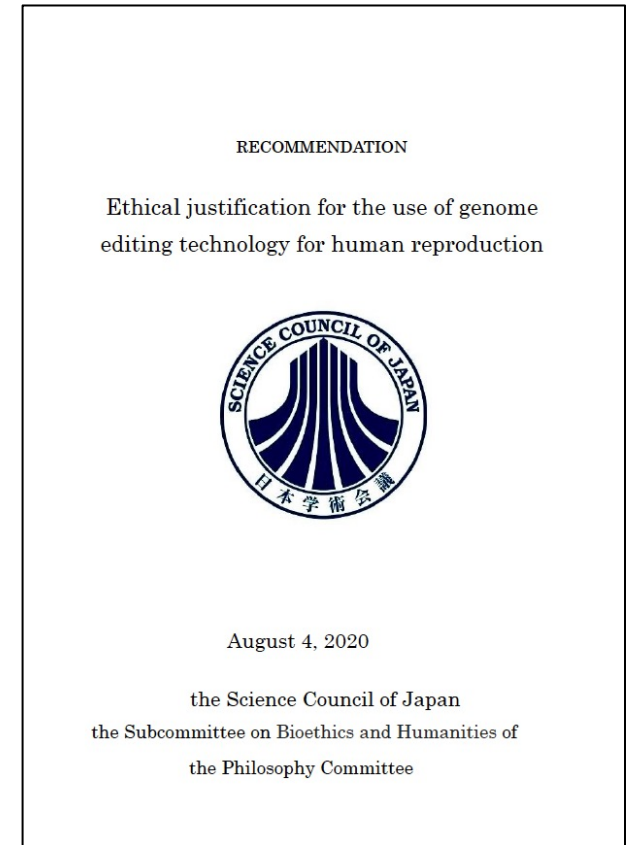 RECOMMENDATION
Ethical justification for the use of genome
editing technology for human reproduction
SCIENCE COUNCIL OF JAPAN
日本学術会議
August 4, 2020
the Science Council of Japan
the Subcommittee on Bioethics and Humanities of
the Philosophy Committee